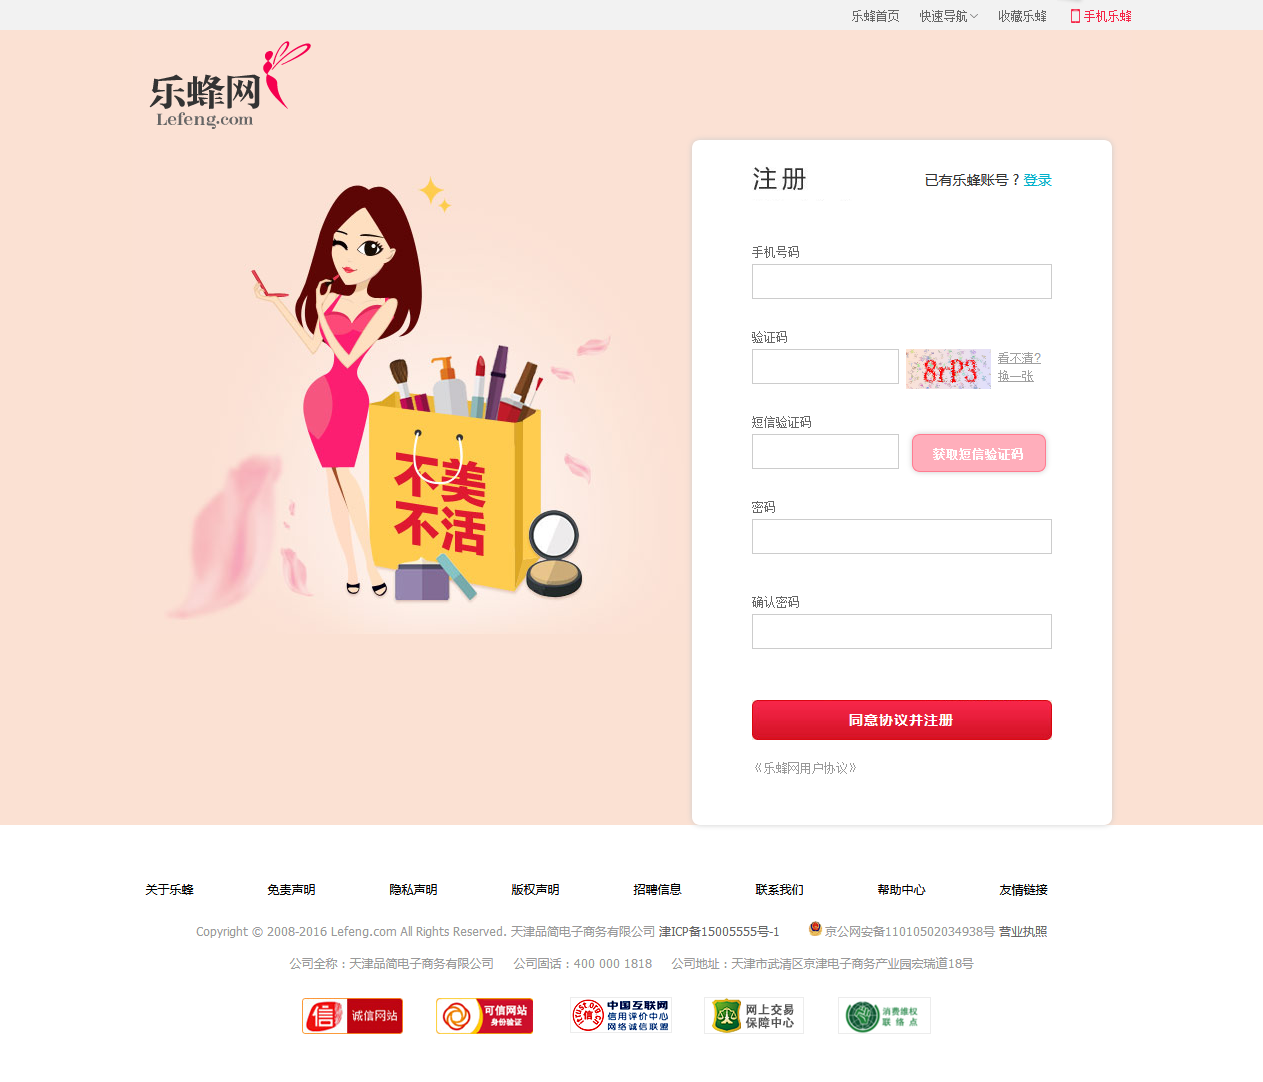 乐蜂首页 快速导航 收藏乐蜂 手机乐蜂
乐蜂网
Lefeng.com
注册
已有乐蜂账号？登录
手机号码
验证码
8rP3
看不清?
换一张
短信验证码
获取短信验证码
密码
确认密码
同意协议并注册
《乐蜂网用户协议》
不美
不活
关于乐蜂 免责声明 隐私声明 版权声明 招聘信息 联系我们 帮助中心 友情链接
Copyright © 2008-2016 Lefeng.com All Rights Reserved. 天津品简电子商务有限公司 津ICP备15005555号-1 京公网安备11010502034938号 营业执照
公司全称：天津品简电子商务有限公司 公司固话：400 000 1818 公司地址：天津市武清区京津电子商务产业园宏瑞道18号
信 诚信网站
可信网站
身份验证
信
中国互联网
信用评价中心
网络诚信联盟
网上交易
保障中心
消费维权
联络点